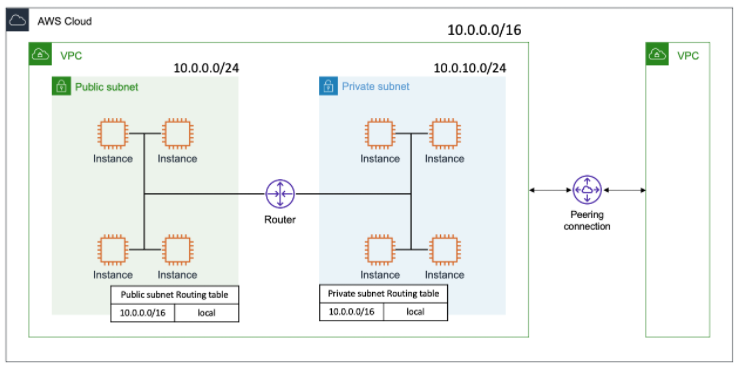 AWS Cloud
10.0.0.0/16
VPC
VPC
10.0.0.0/24
10.0.10.0/24
Public subnet
Private subnet
Instance
Instance
Instance
Instance
Router
Peering
connection
Instance
Instance
Instance
Instance
Public subnet Routing table
10.0.0.0/16 local
Private subnet Routing table
10.0.0.0/16 local